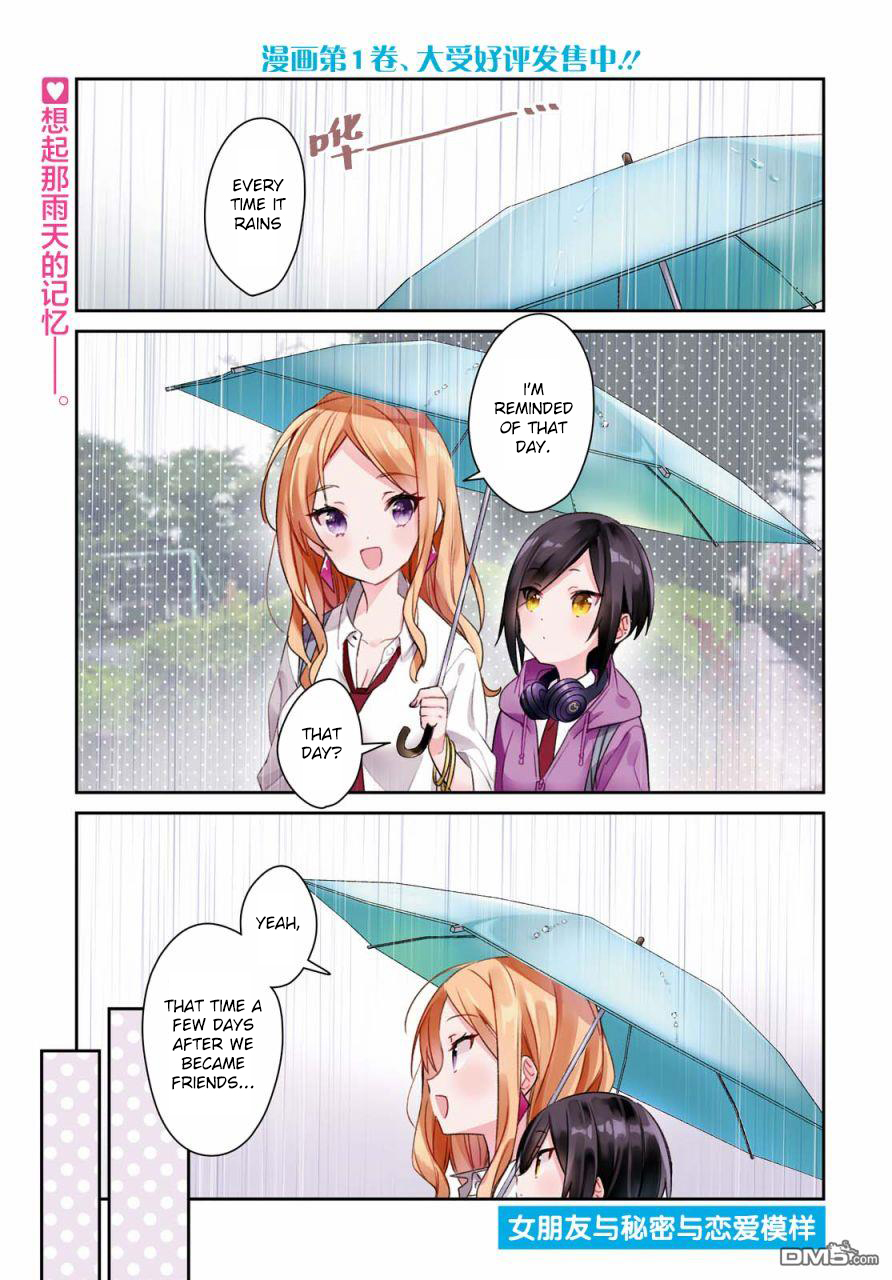 漫画第1卷、大受好评发售中!!
♥想起那雨天的记忆——。
哗——…
EVERY
TIME IT
RAINS
I'M
REMINDED
OF THAT
DAY.
THAT
DAY?
YEAH,
THAT TIME A
FEW DAYS
AFTER WE
BECAME
FRIENDS...
女朋友与秘密与恋爱模样
DM5.com